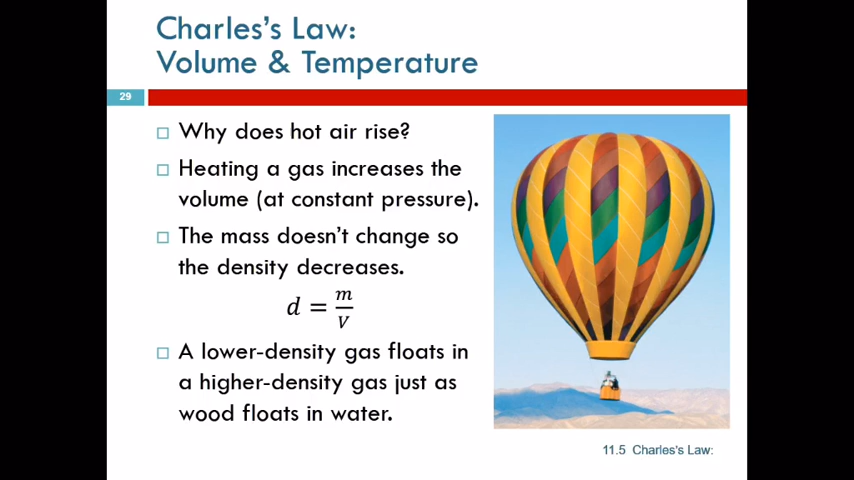 Charles's Law:
Volume & Temperature
29
□ Why does hot air rise?
□ Heating a gas increases the
volume (at constant pressure).
□ The mass doesn't change so
the density decreases.
d = m/V
□ A lower-density gas floats in
a higher-density gas just as
wood floats in water.
11.5 Charles's Law: